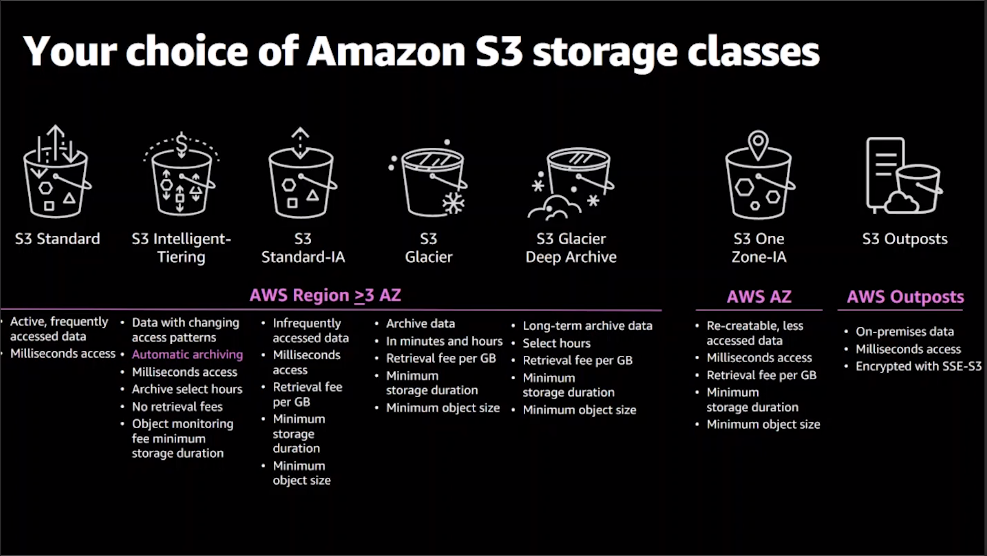 Your choice of Amazon S3 storage classes
$
S3 Standard
S3 Intelligent-
Tiering
S3
Standard-IA
S3
Glacier
S3 Glacier
Deep Archive
S3 One
Zone-IA
S3 Outposts
AWS Region ≥3 AZ
• Active, frequently
accessed data
• Milliseconds access
• Data with changing
access patterns
• Automatic archiving
• Milliseconds access
• Archive select hours
• No retrieval fees
• Object monitoring
fee minimum
storage duration
• Infrequently
accessed data
• Milliseconds
access
• Retrieval fee
per GB
• Minimum
storage
duration
• Minimum
object size
• Archive data
• In minutes and hours
• Retrieval fee per GB
• Minimum
storage duration
• Minimum object size
• Long-term archive data
• Select hours
• Retrieval fee per GB
• Minimum
storage duration
• Minimum object size
AWS AZ
• Re-creatable, less
accessed data
• Milliseconds access
• Retrieval fee per GB
• Minimum
storage duration
• Minimum object size
AWS Outposts
• On-premises data
• Milliseconds access
• Encrypted with SSE-S3